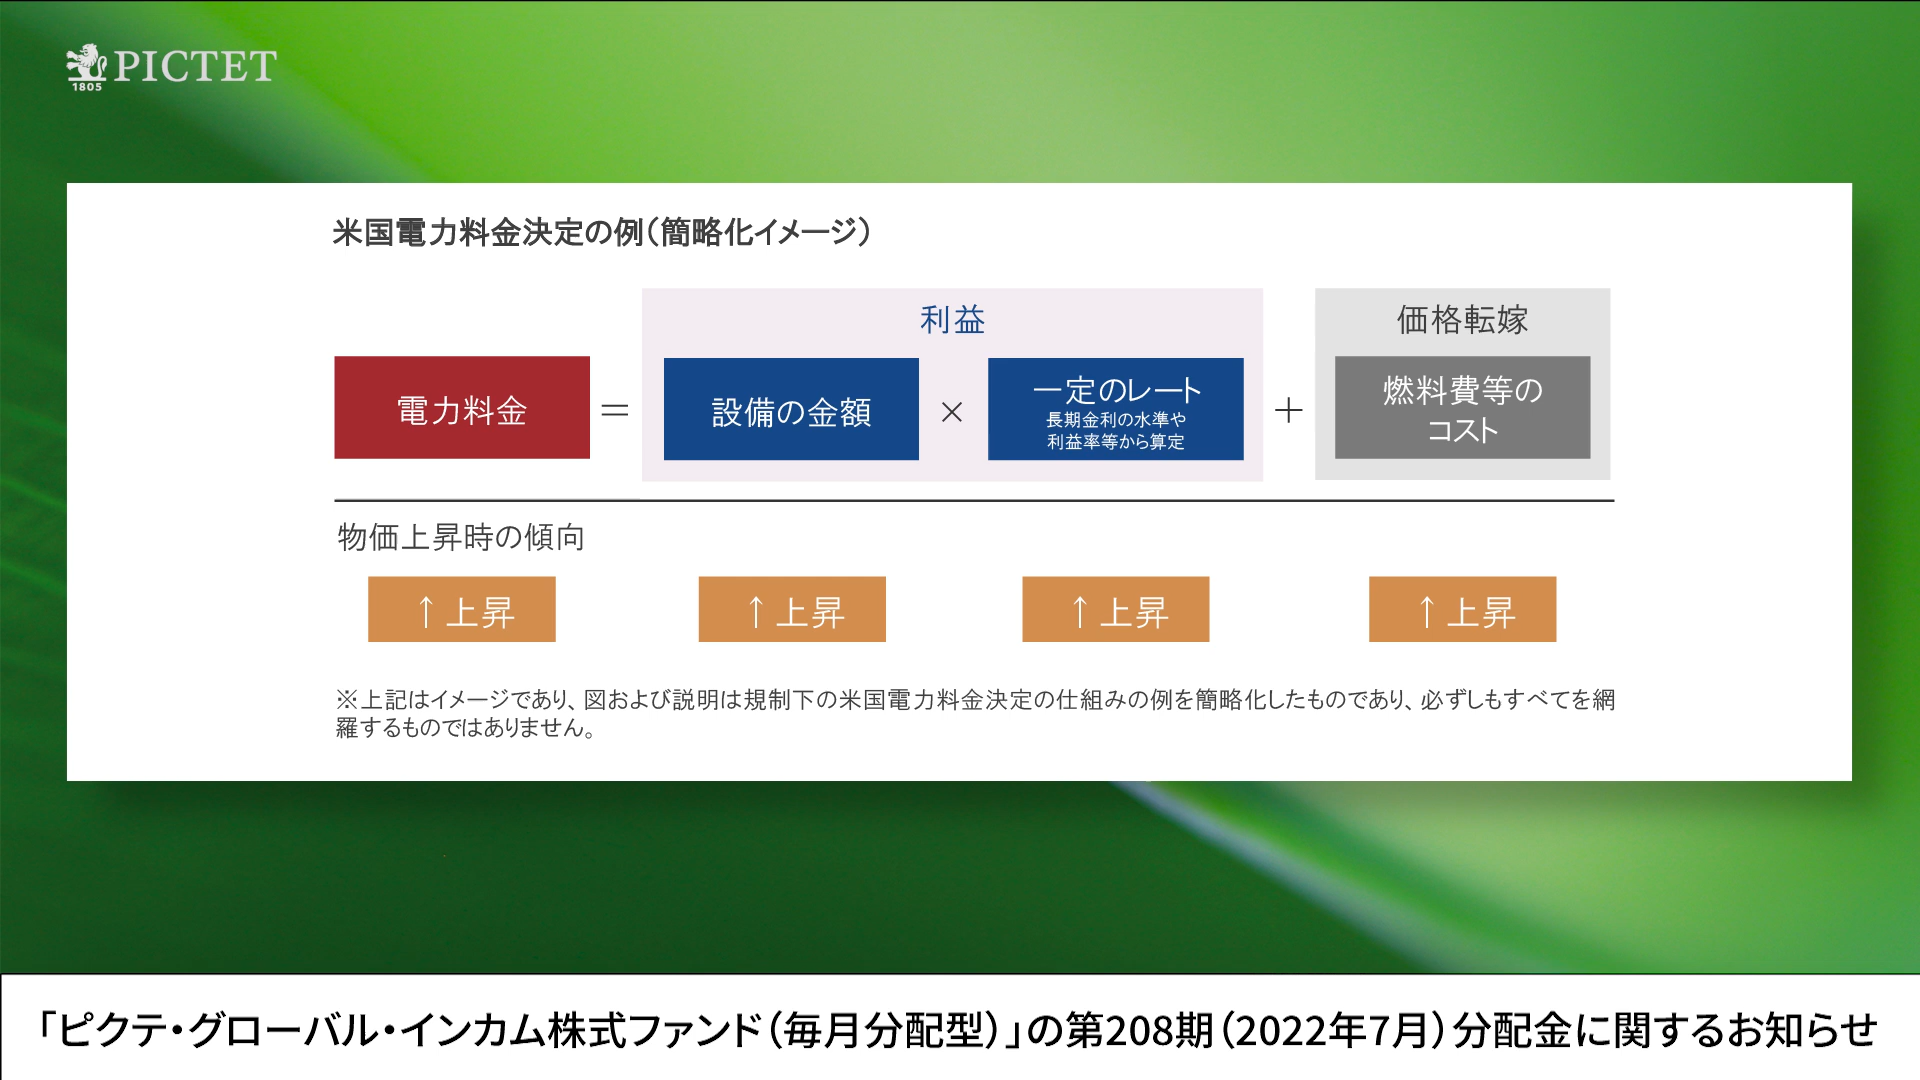 PICTET
1805
米国電力料金決定の例（簡略化イメージ）
利益
価格転嫁
電力料金
＝
設備の金額
×
一定のレート
長期金利の水準や
利益率等から算定
＋
燃料費等の
コスト
物価上昇時の傾向
↑上昇
↑上昇
↑上昇
↑上昇
※上記はイメージであり、図および説明は規制下の米国電力料金決定の仕組みの例を簡略化したものであり、必ずしもすべてを網
羅するものではありません。
「ピクテ・グローバル・インカム株式ファンド（毎月分配型）」の第208期（2022年7月）分配金に関するお知らせ